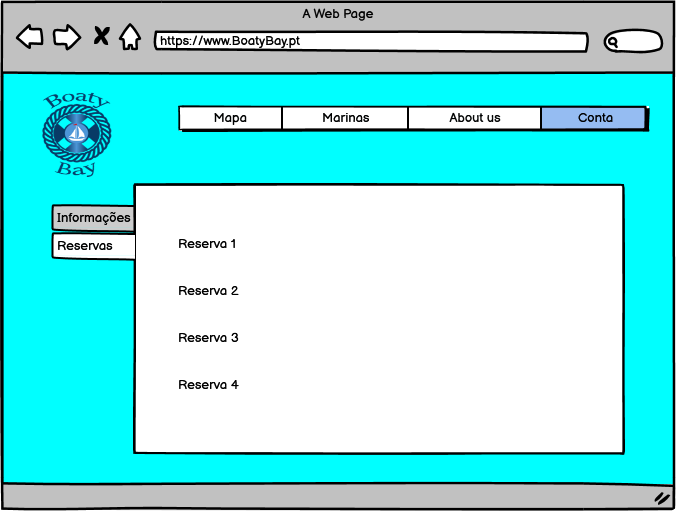 A Web Page
https://www.BoatyBay.pt
Boaty
Bay
Mapa Marinas About us Conta
Informações
Reservas
Reserva 1
Reserva 2
Reserva 3
Reserva 4